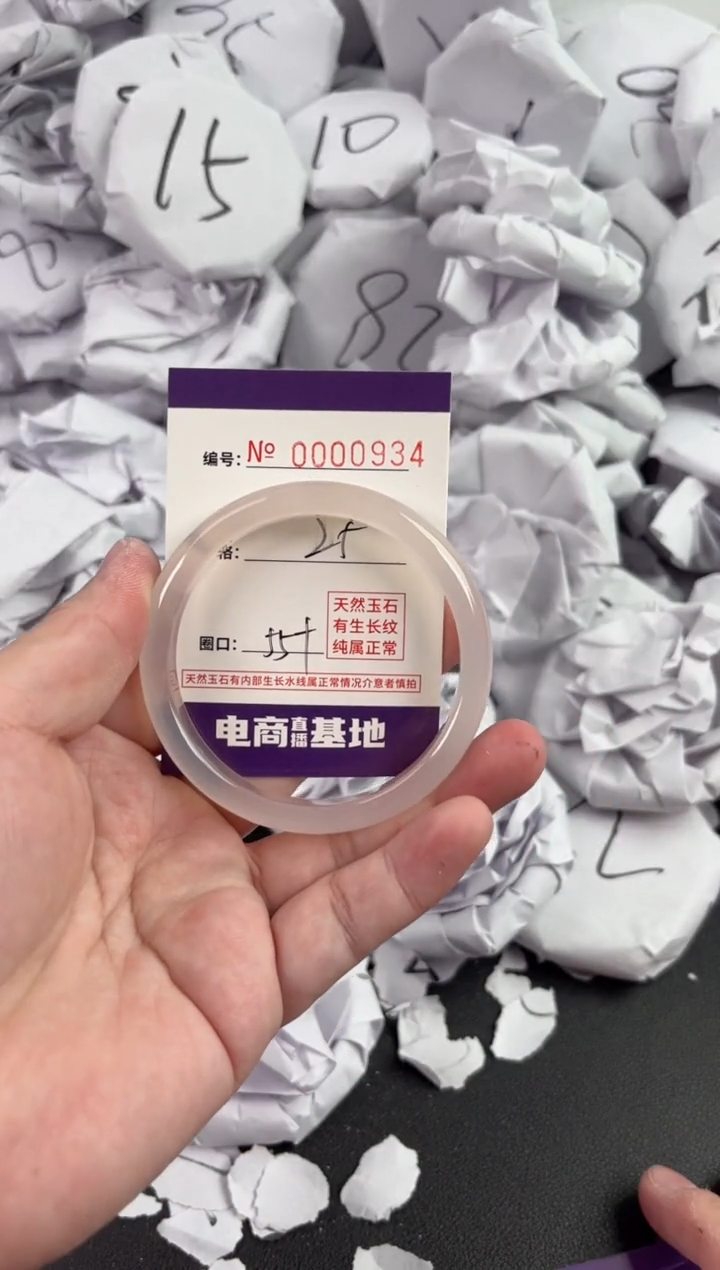 15
10
82
编号: № 0000934
格: 25
圈口: 55+
天然玉石
有生长纹
纯属正常
天然玉石有内部生长水线属正常情况介意者慎拍
电商直播基地